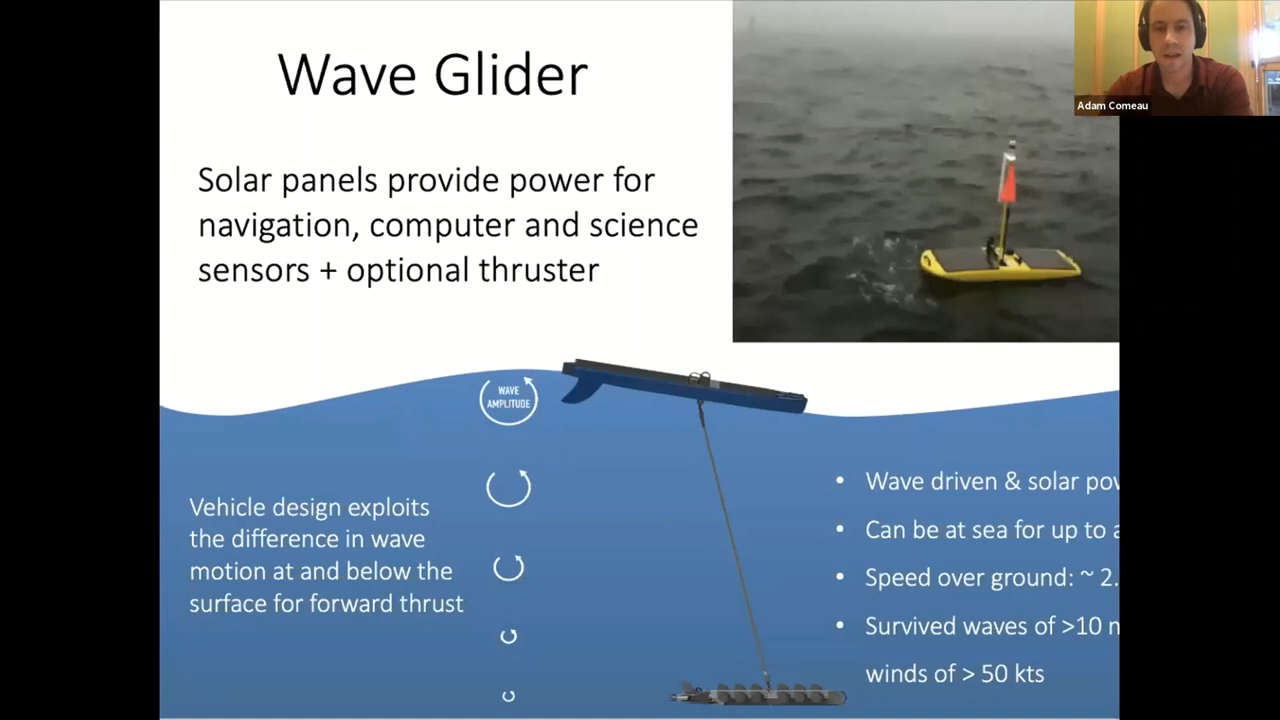 Wave Glider
Adam Comeau
Solar panels provide power for
navigation, computer and science
sensors + optional thruster
WAVE
AMPLITUDE
Vehicle design exploits
the difference in wave
motion at and below the
surface for forward thrust
• Wave driven & solar
• Can be at sea for up to
• Speed over ground: ~ 2.
• Survived waves of >10
winds of > 50 kts